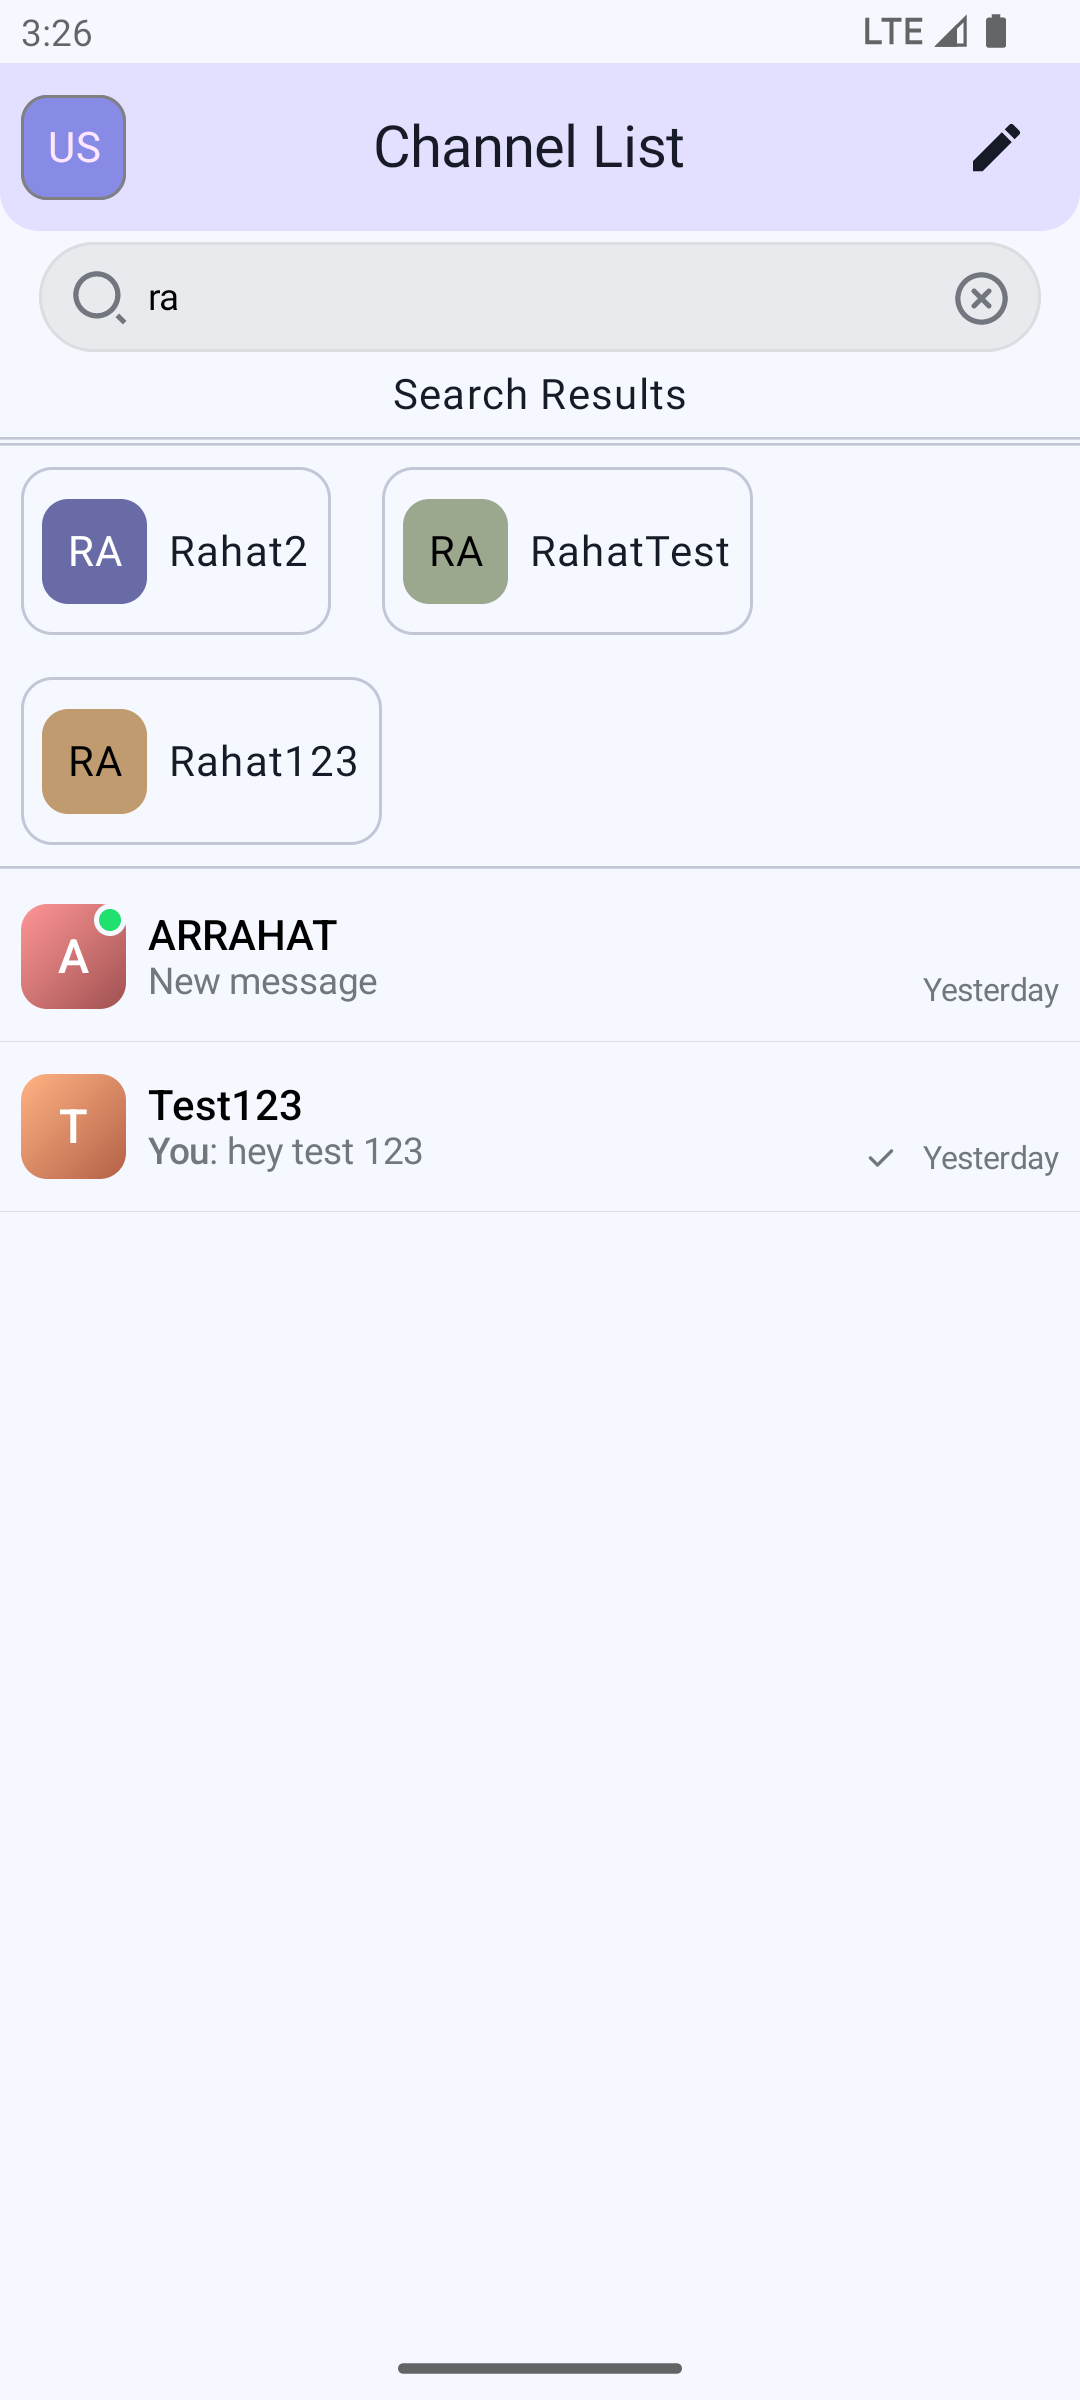 3:26
LTE
US
Channel List
ra
Search Results
RA Rahat2
RA RahatTest
RA Rahat123
A
ARRAHAT
New message
Yesterday
T
Test123
You: hey test 123
Yesterday